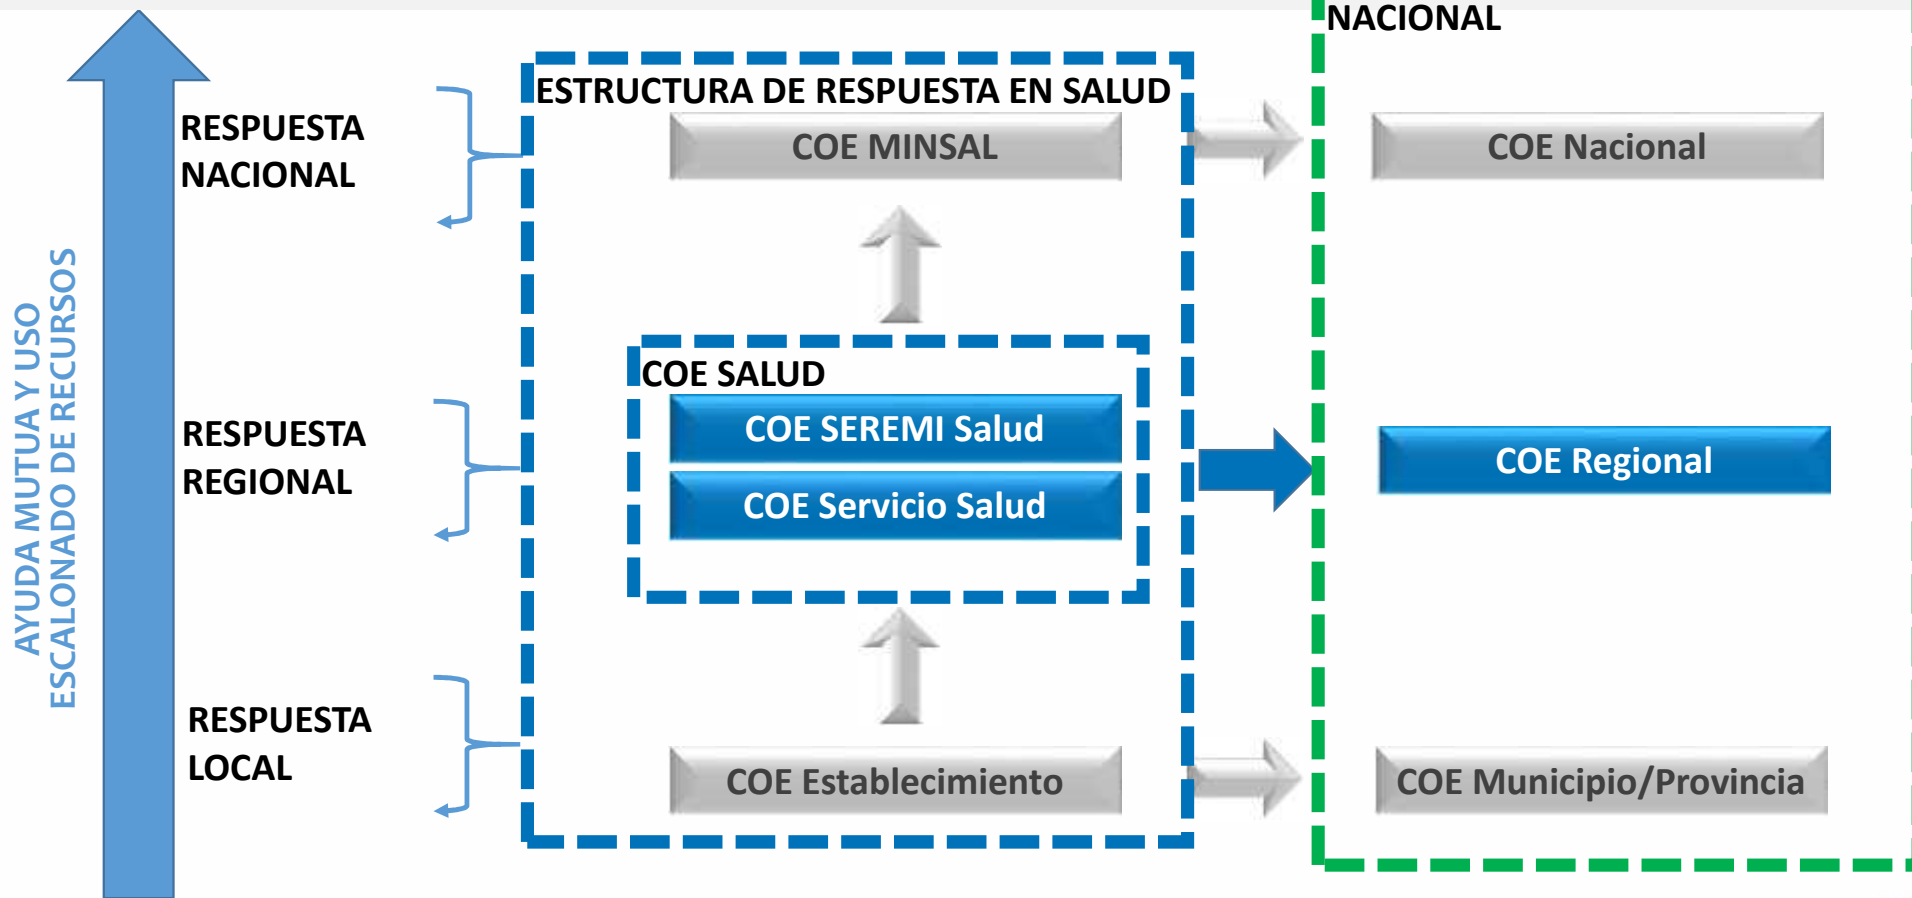 NACIONAL
ESTRUCTURA DE RESPUESTA EN SALUD
RESPUESTA
NACIONAL
COE MINSAL
COE Nacional
AYUDA MUTUA Y USO
ESCALONADO DE RECURSOS
COE SALUD
RESPUESTA
REGIONAL
COE SEREMI Salud
COE Servicio Salud
COE Regional
RESPUESTA
LOCAL
COE Establecimiento
COE Municipio/Provincia